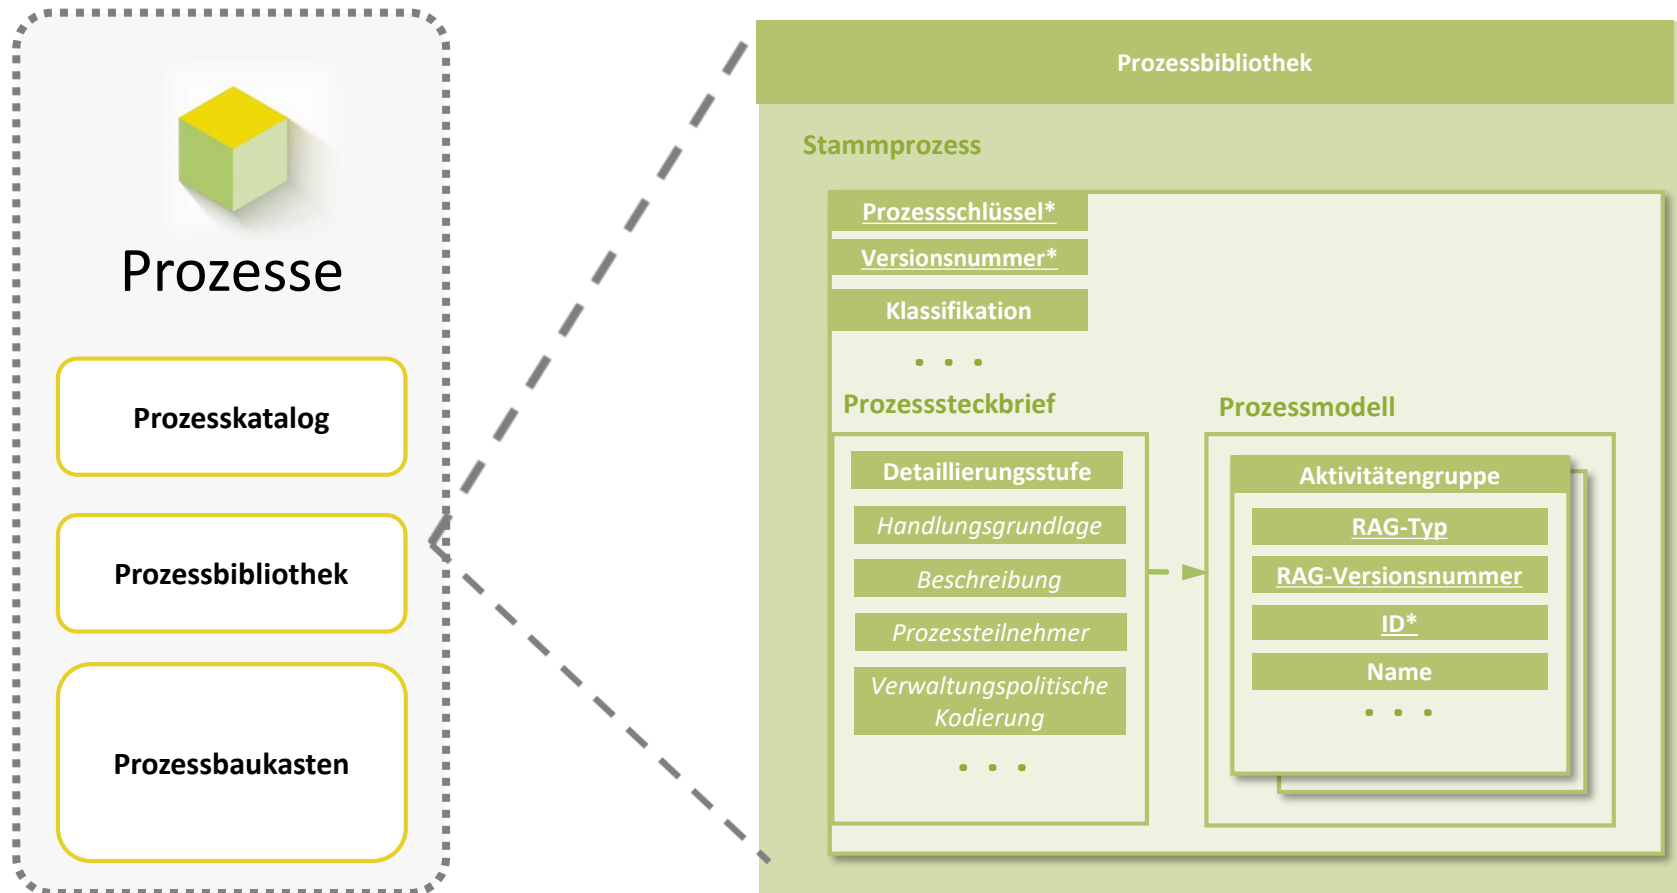 Prozesse
Prozesskatalog
Prozessbibliothek
Prozessbaukasten
Prozessbibliothek
Stammprozess
Prozessschlüssel*
Versionsnummer*
Klassifikation
. . .
Prozesssteckbrief
Detaillierungsstufe
Handlungsgrundlage
Beschreibung
Prozessteilnehmer
Verwaltungspolitische
Kodierung
. . .
Prozessmodell
Aktivitätengruppe
RAG-Typ
RAG-Versionsnummer
ID*
Name
. . .